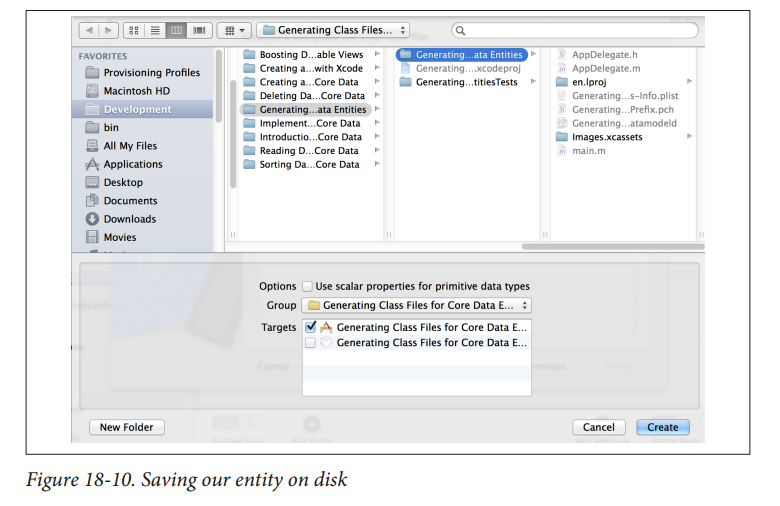 Generating Class Files...
FAVORITES
Provisioning Profiles
Macintosh HD
Development
bin
All My Files
Applications
Desktop
Documents
Downloads
Movies
Boosting D...able Views
Creating a...with Xcode
Creating a...Core Data
Deleting Da...Core Data
Generating...ata Entities
Implement...Core Data
Introductio...Core Data
Reading D...Core Data
Sorting Da...Core Data
Generating...ata Entities
Generating....xcodeproj
Generating...titiesTests
AppDelegate.h
AppDelegate.m
en.lproj
Generating...s-Info.plist
Generating...Prefix.pch
Generating...atamodeld
Images.xcassets
main.m
Options Use scalar properties for primitive data types
Group Generating Class Files for Core Data E...
Targets Generating Class Files for Core Data E...
Generating Class Files for Core Data E...
Cancel
New Folder Cancel Create
Figure 18-10. Saving our entity on disk